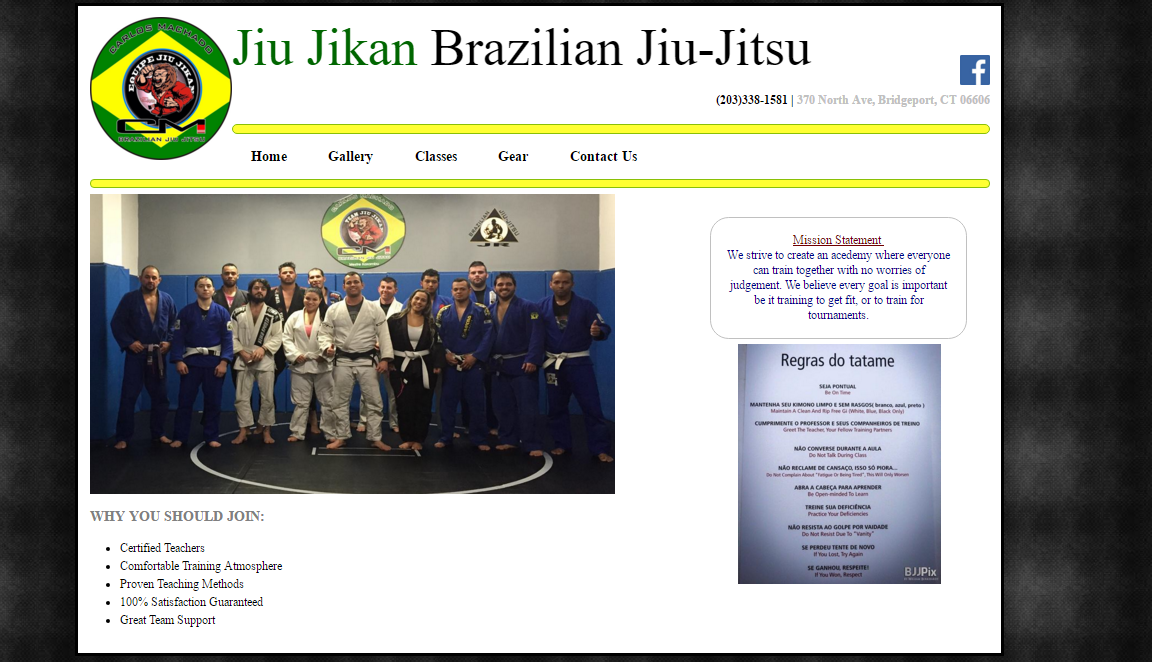 CARLOS MACHADO
EQUIPE JIU JIKAN
CM
BRAZILIAN JIU JITSU
Jiu Jikan Brazilian Jiu-Jitsu
f
(203)338-1581 | 370 North Ave, Bridgeport, CT 06606
Home Gallery Classes Gear Contact Us
TEAM JIU JIKAN
CM
BRAZILIAN JIU-JITSU
JR
Mission Statement
We strive to create an acedemy where everyone
can train together with no worries of
judgement. We believe every goal is important
be it training to get fit, or to train for
tournaments.
Regras do tatame
SEJA PONTUAL
Be On Time
MANTENHA SEU KIMONO LIMPO E SEM RASGOS( branco, azul, preto )
Maintain A Clean And Rip Free Gi (White, Blue, Black Only)
CUMPRIMENTE O PROFESSOR E SEUS COMPANHEIROS DE TREINO
Greet The Teacher, Your Fellow Training Partners
NÃO CONVERSE DURANTE A AULA
Do Not Talk During Class
NÃO RECLAME DE CANSAÇO, ISSO SÓ PIORA...
Do Not Complain About "Fatigue Or Being Tired", This Will Only Worsen
ABRA A CABEÇA PARA APRENDER
Be Open-minded To Learn
TREINE SUA DEFICIÊNCIA
Practice Your Deficiencies
NÃO RESISTA AO GOLPE POR VAIDADE
Do Not Resist Due To "Vanity"
SE PERDEU TENTE DE NOVO
If You Lost, Try Again
SE GANHOU, RESPEITE!
If You Won, Respect
BJJPix
WHY YOU SHOULD JOIN:
• Certified Teachers
• Comfortable Training Atmosphere
• Proven Teaching Methods
• 100% Satisfaction Guaranteed
• Great Team Support